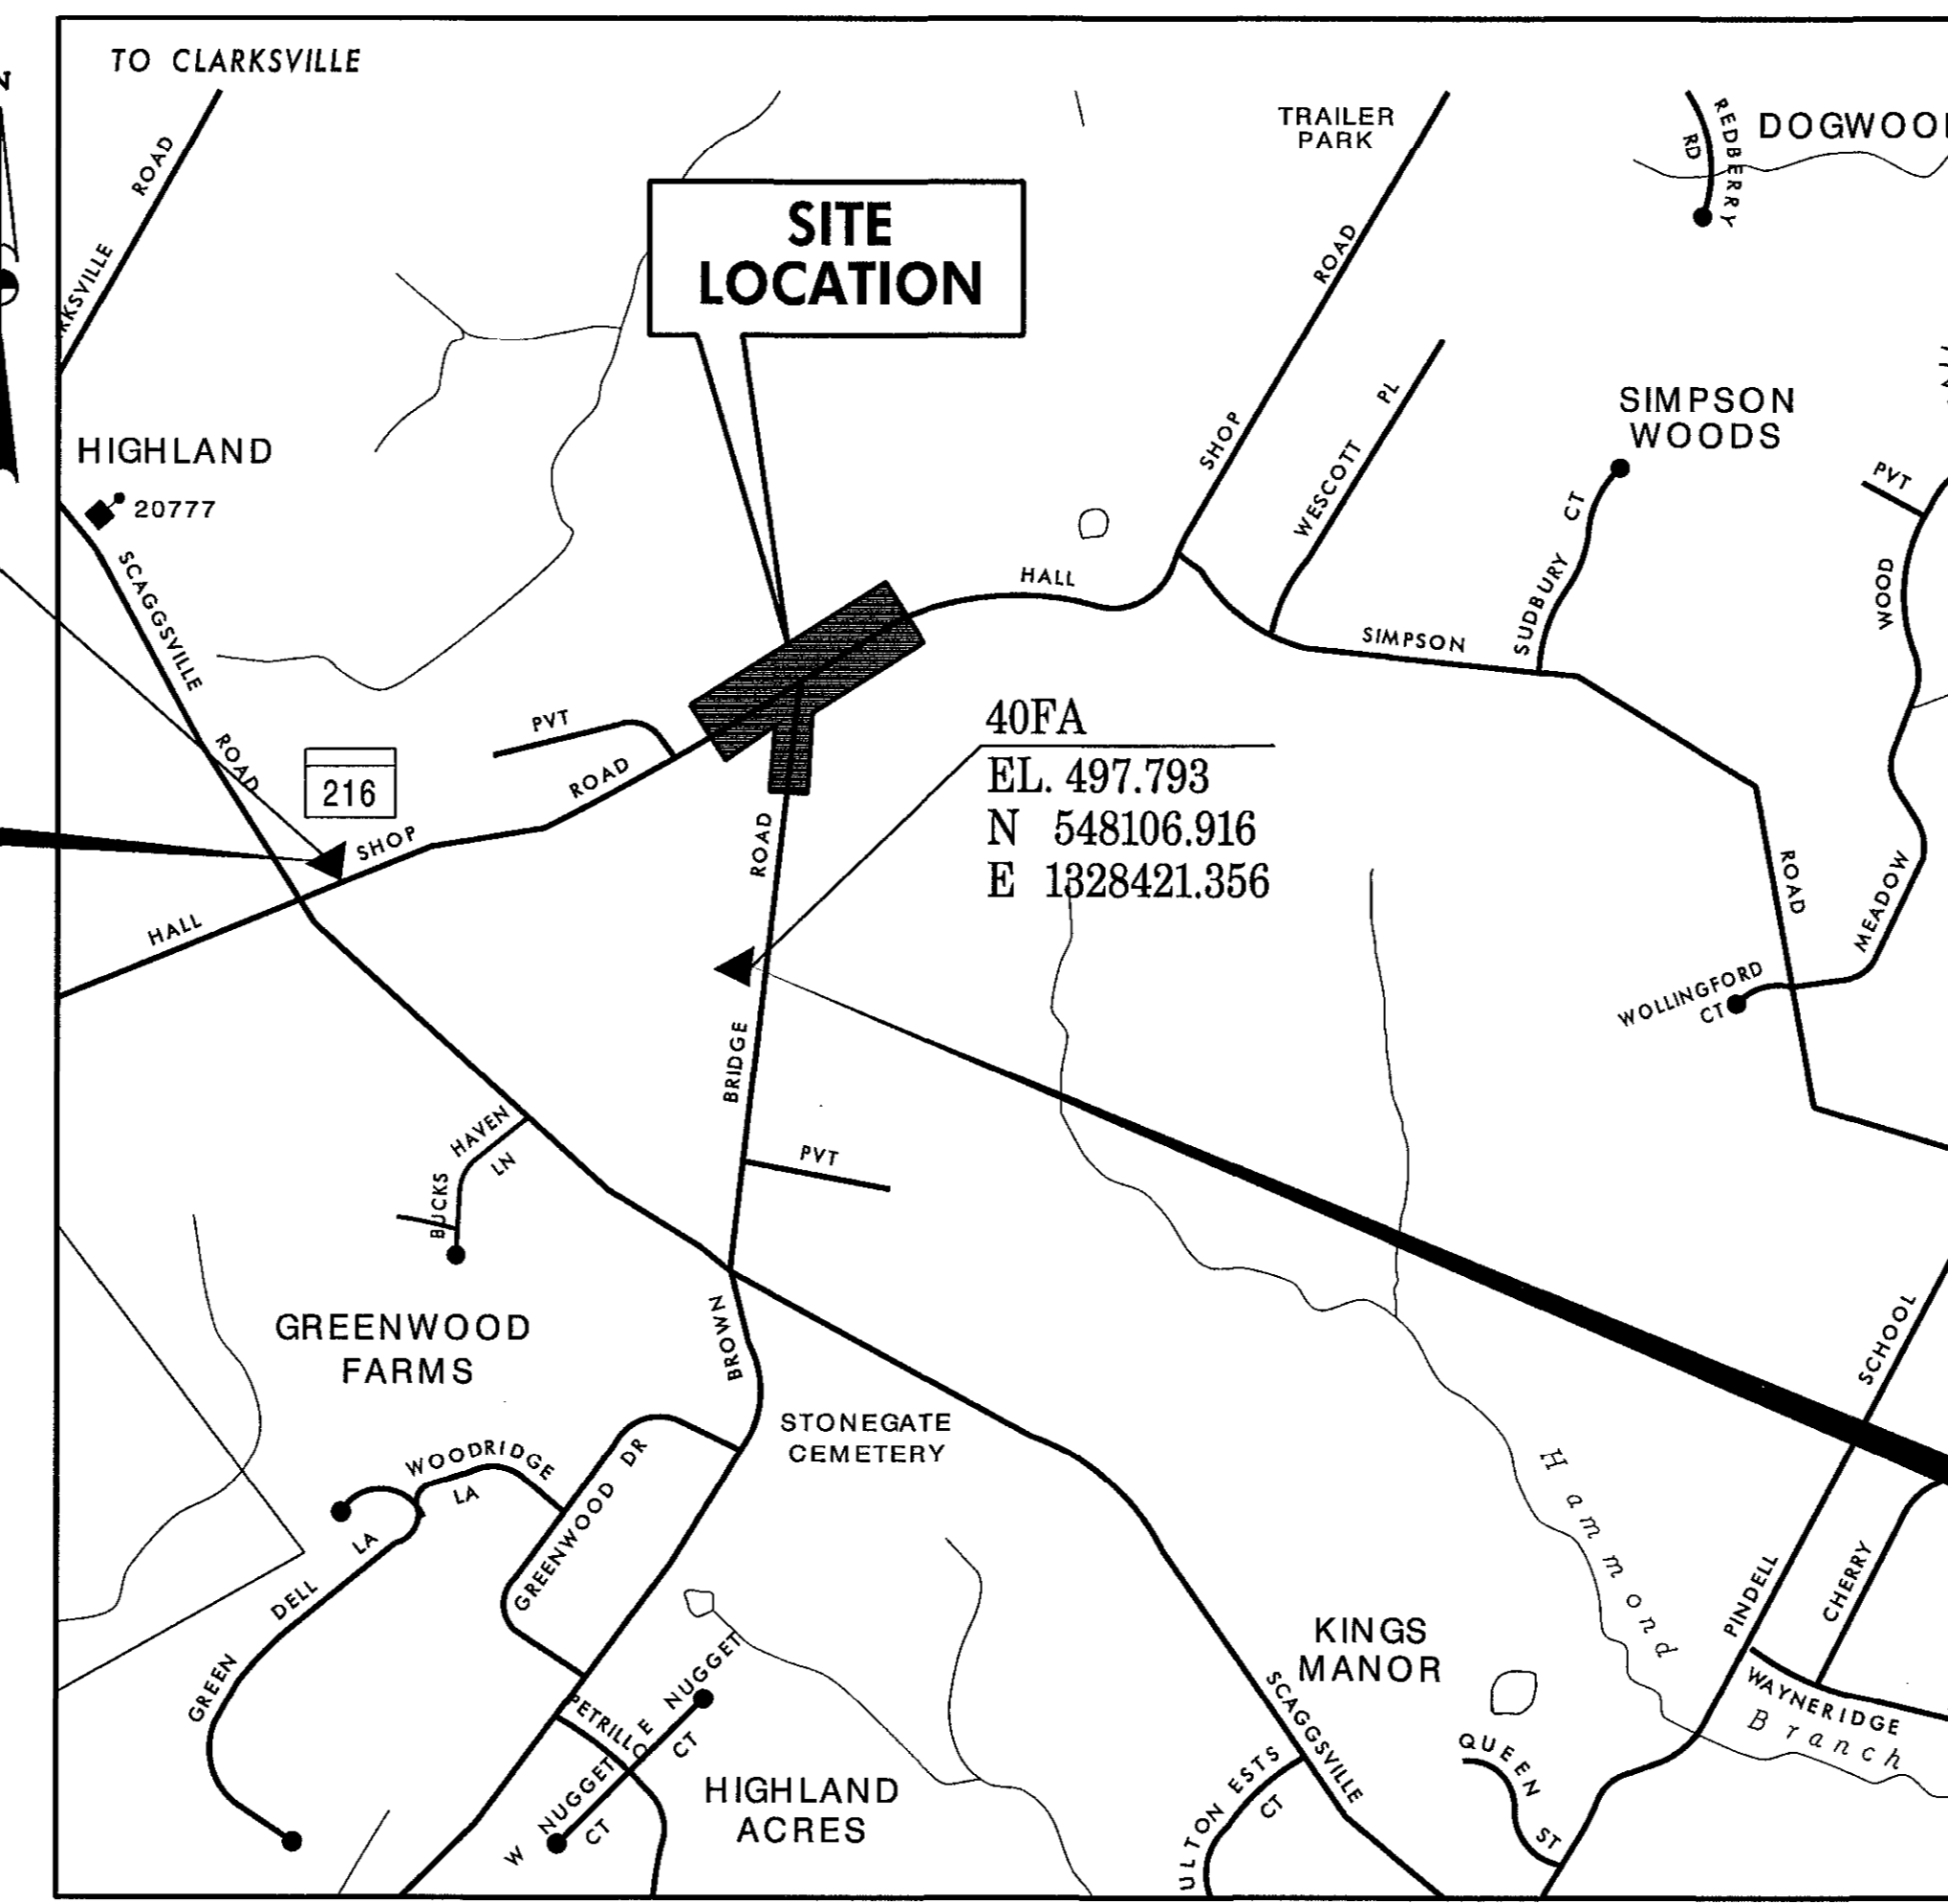 TO CLARKSVILLE
ROAD
RKSVILLE
TRAILER
PARK
REDBERRY
RD
DOGWOOD
SITE
LOCATION
SHOP
ROAD
WESCOTT PL
SIMPSON
WOODS
HIGHLAND
20777
SUDBURY CT
PVT
WOOD
MEADOW
SCAGGSVILLE
ROAD
HALL
SIMPSON
ROAD
PVT
ROAD
216
SHOP
HALL
40FA
EL. 497.793
N 548106.916
E 1328421.356
ROAD
BRIDGE
BROWN
WOLLINGFORD
CT
BUCKS HAVEN
LN
PVT
GREENWOOD
FARMS
STONEGATE
CEMETERY
WOODRIDGE
LA
GREENWOOD DR
GREEN DELL LA
Hammond
Branch
SCHOOL
PINDELL
CHERRY
KINGS
MANOR
WAYNERIDGE
PETRILLO
E NUGGET
CT
W NUGGET
CT
HIGHLAND
ACRES
SCAGGSVILLE
ULTON ESTS
CT
QUEEN ST